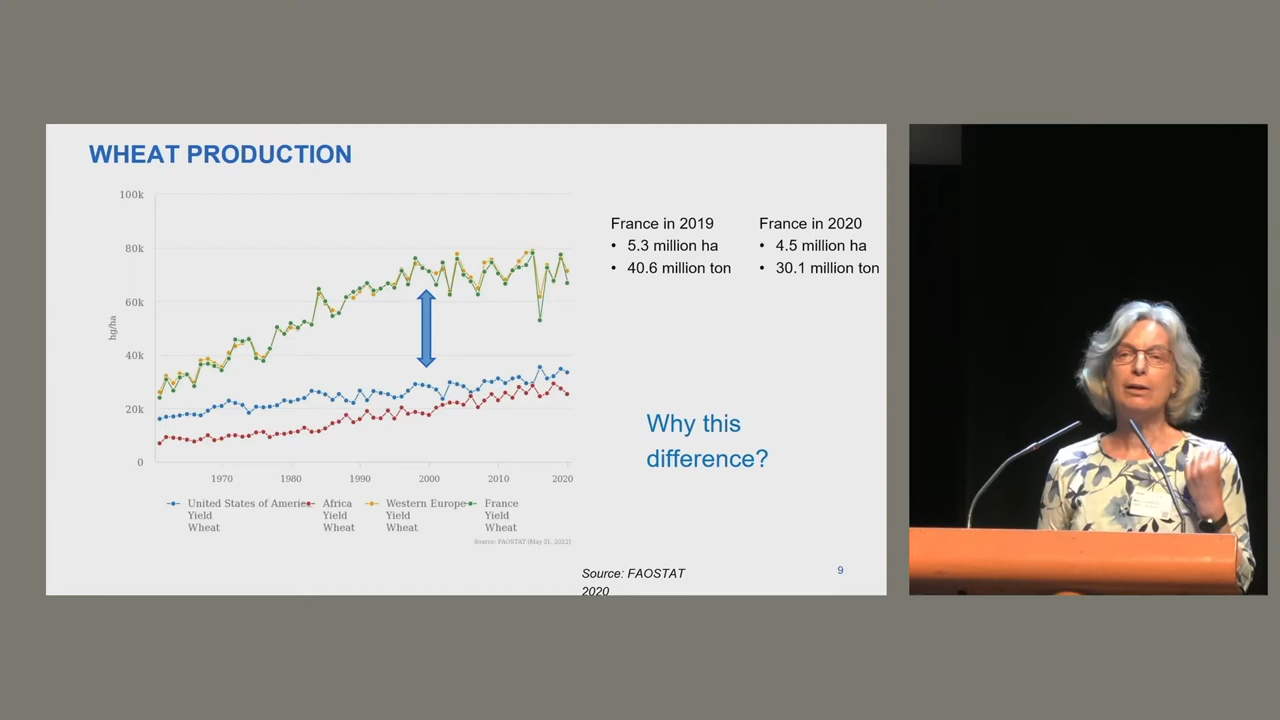 WHEAT PRODUCTION
100k
80k
60k
40k
20k
0
hg/ha
1970
1980
1990
2000
2010
2020
United States of Americ
Yield
Wheat
Africa
Yield
Wheat
Western Europe
Yield
Wheat
France
Yield
Wheat
Source: FAOSTAT (May 21, 2022)
France in 2019
• 5.3 million ha
• 40.6 million ton
France in 2020
• 4.5 million ha
• 30.1 million ton
Why this
difference?
Source: FAOSTAT
2020
9